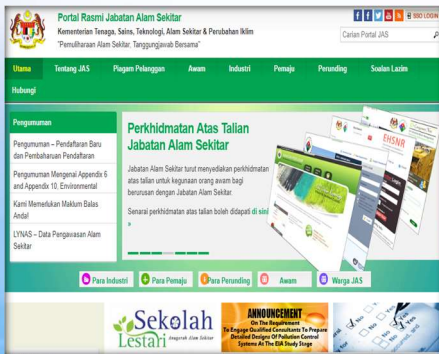 Portal Rasmi Jabatan Alam Sekitar
Kementerian Tenaga, Sains, Teknologi, Alam Sekitar & Perubahan Iklim
"Pemuliharaan Alam Sekitar, Tanggungjawab Bersama"
SSO LOGIN
Carian Portal JAS
Utama Tentang JAS Piagam Pelanggan Awam Industri Pemaju Perunding Soalan Lazim
Hubungi
Pengumuman
Pengumuman – Pendaftaran Baru
dan Pembaharuan Pendaftaran
Pengumuman Mengenai Appendix 6
and Appendix 10, Environmental
Kami Memerlukan Maklum Balas
Anda!
LYNAS – Data Pengawasan Alam
Sekitar
Perkhidmatan Atas Talian
Jabatan Alam Sekitar
Jabatan Alam Sekitar turut menyediakan perkhidmatan
atas talian untuk kegunaan orang awam bagi
berurusan dengan Jabatan Alam Sekitar.
Senarai perkhidmatan atas talian boleh didapati di sini
»
EHSNR
Para Industri Para Pemaju Para Perunding Awam Warga JAS
Sekolah
Lestari Anugerah Alam Sekitar
ANNOUNCEMENT
On The Requirement
To Engage Qualified Consultants To Prepare
Detailed Designs Of Pollution Control
Systems At The EIA Study Stage
Yes
No
Yes
No